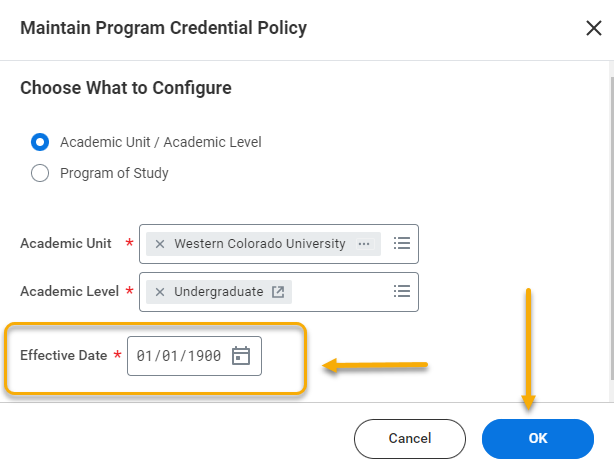 Maintain Program Credential Policy
Choose What to Configure
Academic Unit / Academic Level
Program of Study
Academic Unit * Western Colorado University ...
Academic Level * Undergraduate
Effective Date * 01/01/1900
Cancel OK